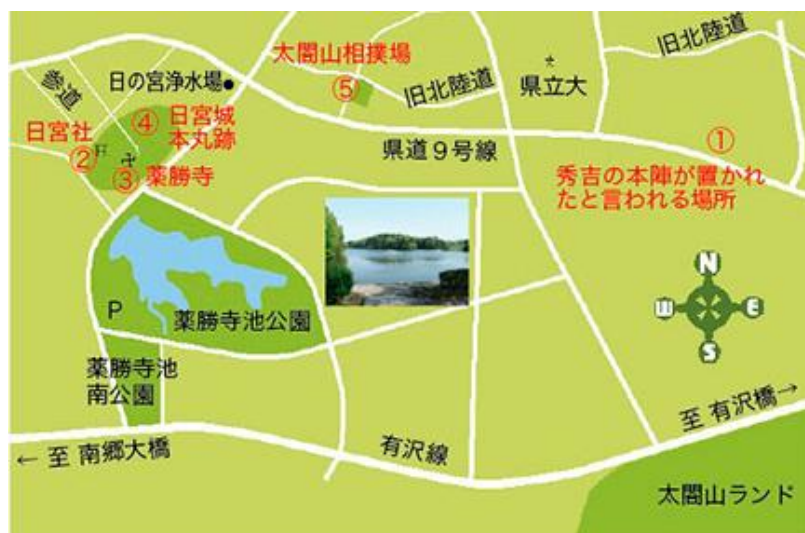 旧北陸道
太閤山相撲場
参道
日の宮浄水場
⑤
旧北陸道
県立大
日宮社
④
日宮城
本丸跡
②
③
薬勝寺
県道9号線
①
秀吉の本陣が置かれ
たと言われる場所
N
W
E
S
P
薬勝寺池公園
薬勝寺池
南公園
← 至 南郷大橋
有沢線
至 有沢橋→
太閤山ランド